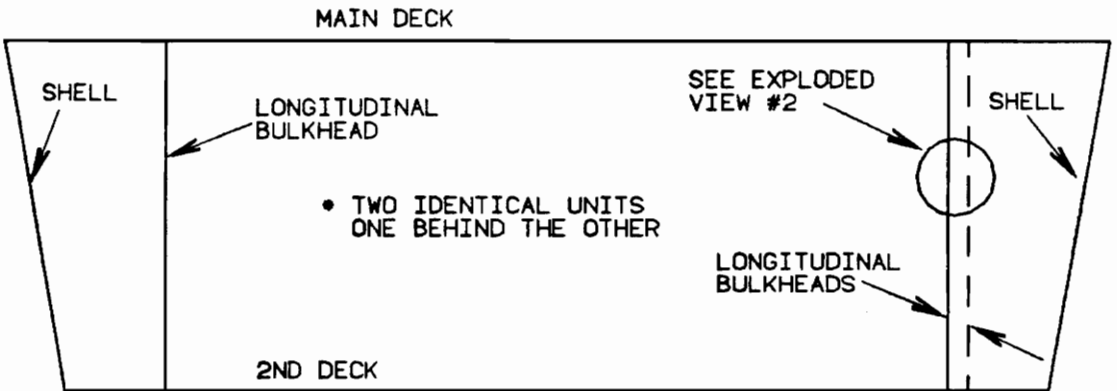 MAIN DECK
SHELL
LONGITUDINAL
BULKHEAD
SEE EXPLODED
VIEW #2
SHELL
• TWO IDENTICAL UNITS
ONE BEHIND THE OTHER
LONGITUDINAL
BULKHEADS
2ND DECK